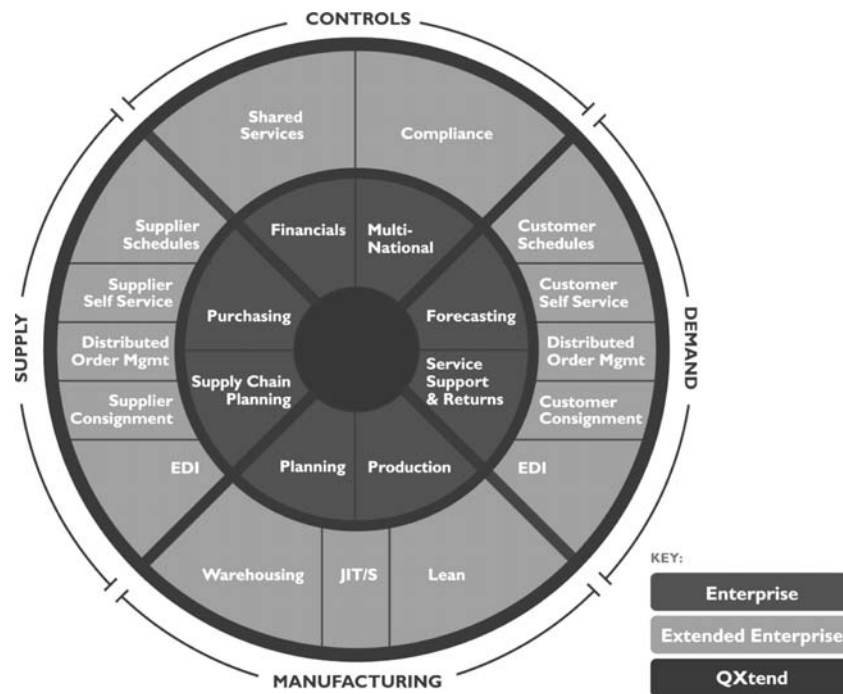 CONTROLS
Shared
Services
Compliance
Supplier
Schedules
Financials
Multi-
National
Customer
Schedules
Supplier
Self Service
Customer
Self Service
Purchasing
Forecasting
SUPPLY
DEMAND
Distributed
Order Mgmt
Distributed
Order Mgmt
Supply Chain
Planning
Service
Support
& Returns
Supplier
Consignment
Customer
Consignment
EDI
Planning
Production
EDI
Warehousing
JIT/S
Lean
MANUFACTURING
KEY:
Enterprise
Extended Enterprise
QXtend